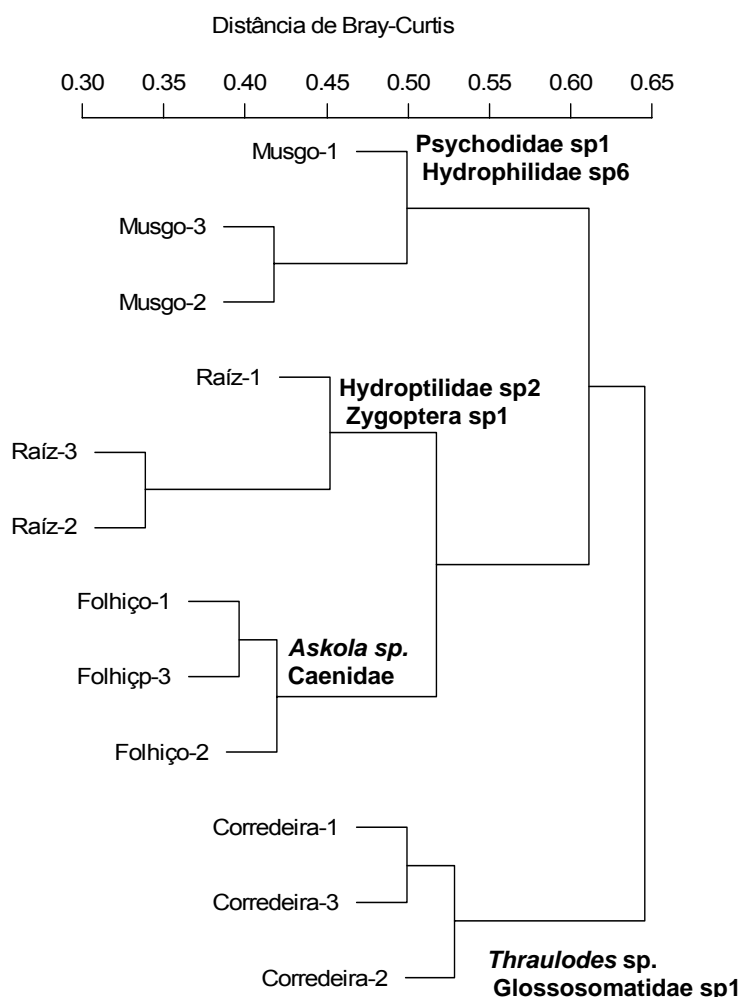 Distância de Bray-Curtis
0.30 0.35 0.40 0.45 0.50 0.55 0.60 0.65
Musgo-1
Psychodidae sp1
Hydrophilidae sp6
Musgo-3
Musgo-2
Raíz-1
Hydroptilidae sp2
Zygoptera sp1
Raíz-3
Raíz-2
Folhiço-1
Askola sp.
Folhiçp-3
Caenidae
Folhiço-2
Corredeira-1
Corredeira-3
Thraulodes sp.
Corredeira-2
Glossosomatidae sp1